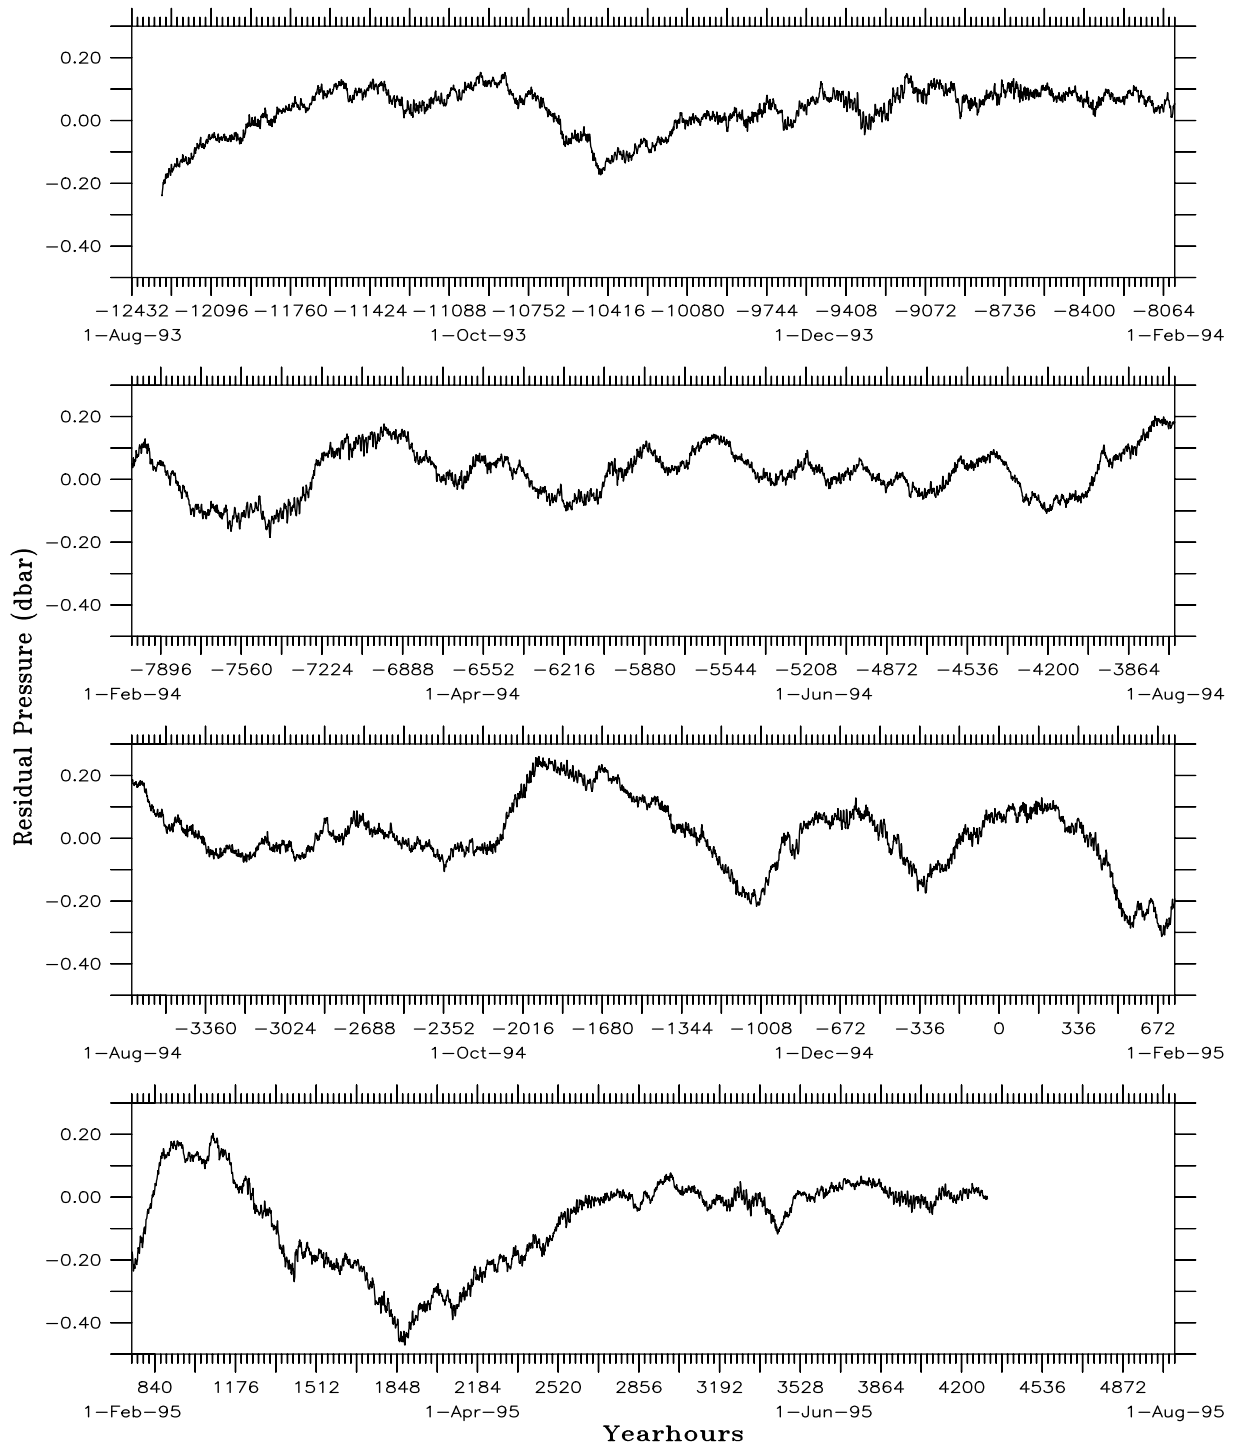 0.20
0.00
−0.20
−0.40
−12432 −12096 −11760 −11424 −11088 −10752 −10416 −10080 −9744 −9408 −9072 −8736 −8400 −8064
1−Aug−93 1−Oct−93 1−Dec−93 1−Feb−94
0.20
0.00
−0.20
−0.40
−7896 −7560 −7224 −6888 −6552 −6216 −5880 −5544 −5208 −4872 −4536 −4200 −3864
1−Feb−94 1−Apr−94 1−Jun−94 1−Aug−94
Residual Pressure (dbar)
0.20
0.00
−0.20
−0.40
−3360 −3024 −2688 −2352 −2016 −1680 −1344 −1008 −672 −336 0 336 672
1−Aug−94 1−Oct−94 1−Dec−94 1−Feb−95
0.20
0.00
−0.20
−0.40
840 1176 1512 1848 2184 2520 2856 3192 3528 3864 4200 4536 4872
1−Feb−95 1−Apr−95 1−Jun−95 1−Aug−95
Yearhours